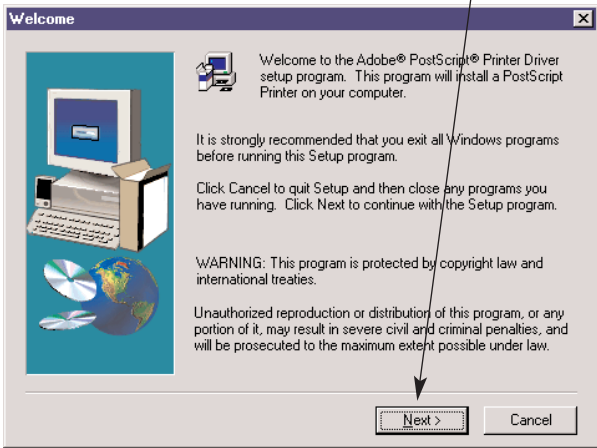 Welcome
Welcome to the Adobe® PostScript® Printer Driver
setup program. This program will install a PostScript
Printer on your computer.
It is strongly recommended that you exit all Windows programs
before running this Setup program.
Click Cancel to quit Setup and then close any programs you
have running. Click Next to continue with the Setup program.
WARNING: This program is protected by copyright law and
international treaties.
Unauthorized reproduction or distribution of this program, or any
portion of it, may result in severe civil and criminal penalties, and
will be prosecuted to the maximum extent possible under law.
Next >
Cancel